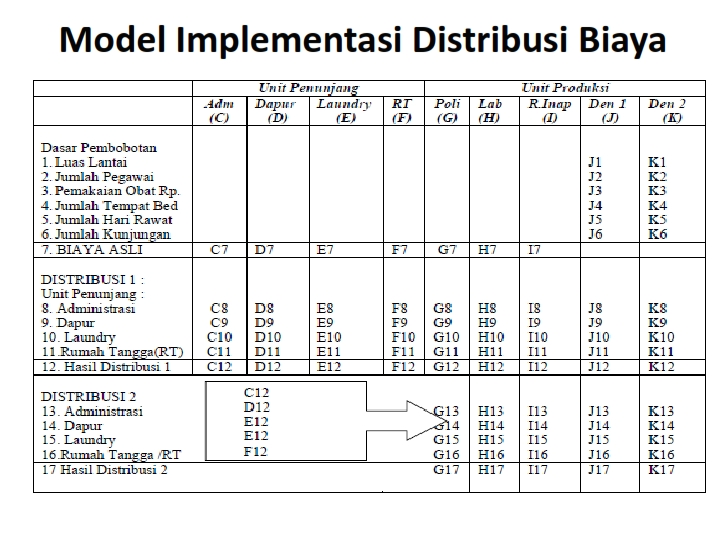 Model Implementasi Distribusi Biaya
Unit Penunjang Unit Produksi
Adm Dapur Laundry RT Poli Lab R.Inap Den 1 Den 2
(C) (D) (E) (F) (G) (H) (I) (J) (K)
Dasar Pembobotan
1. Luas Lantai J1 K1
2. Jumlah Pegawai J2 K2
3. Pemakaian Obat Rp. J3 K3
4. Jumlah Tempat Bed J4 K4
5. Jumlah Hari Rawat J5 K5
6. Jumlah Kunjungan J6 K6
7. BIAYA ASLI C7 D7 E7 F7 G7 H7 I7
DISTRIBUSI 1 :
Unit Penunjang :
8. Administrasi C8 D8 E8 F8 G8 H8 I8 J8 K8
9. Dapur C9 D9 E9 F9 G9 H9 I9 J9 K9
10. Laundry C10 D10 E10 F10 G10 H10 I10 J10 K10
11.Rumah Tangga(RT) C11 D11 E11 F11 G11 H11 I11 J11 K11
12. Hasil Distribusi 1 C12 D12 E12 F12 G12 H12 I12 J12 K12
DISTRIBUSI 2 C12
13. Administrasi D12 G13 H13 I13 J13 K13
14. Dapur E12 G14 H14 I14 J14 K14
15. Laundry E12 G15 H15 I15 J15 K15
16.Rumah Tangga /RT F12 G16 H16 I16 J16 K16
17 Hasil Distribusi 2 G17 H17 I17 J17 K17